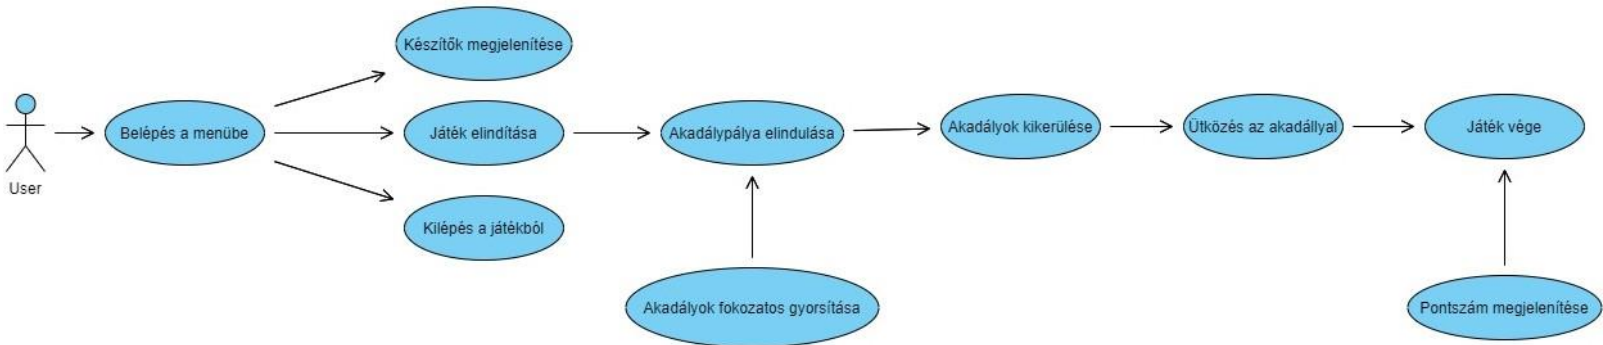 Készítők megjelenítése
User
Belépés a menübe
Játék elindítása
Akadálypálya elindulása
Akadályok kikerülése
Ütközés az akadállyal
Játék vége
Kilépés a játékból
Akadályok fokozatos gyorsítása
Pontszám megjelenítése